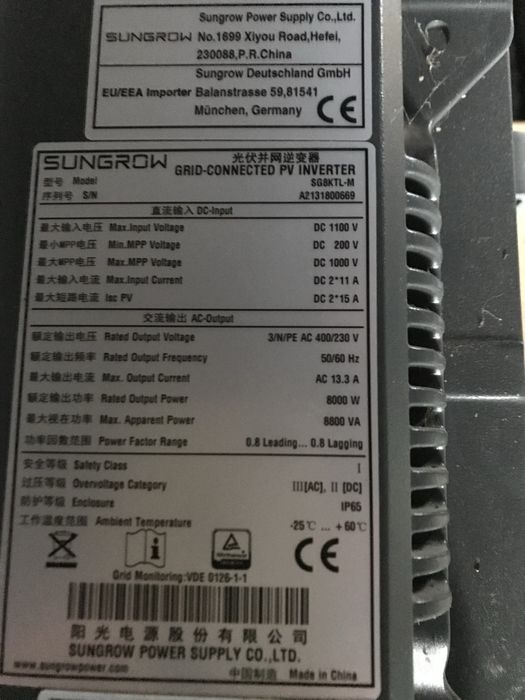 Sungrow Power Supply Co.,Ltd.
SUNGROW No.1699 Xiyou Road,Hefei,
230088,P.R.China
Sungrow Deutschland GmbH
EU/EEA Importer Balanstrasse 59,81541
München, Germany CE
SUNGROW 光伏并网逆变器
GRID-CONNECTED PV INVERTER
型号 Model SG8KTL-M
序列号 S/N A2131800669
直流输入 DC-Input
最大输入电压 Max.Input Voltage DC 1100 V
最小MPP电压 Min.MPP Voltage DC 200 V
最大MPP电压 Max.MPP Voltage DC 1000 V
最大输入电流 Max.Input Current DC 2*11 A
最大短路电流 Isc PV DC 2*15 A
交流输出 AC-Output
额定输出电压 Rated Output Voltage 3/N/PE AC 400/230 V
额定输出频率 Rated Output Frequency 50/60 Hz
最大输出电流 Max. Output Current AC 13.3 A
额定输出功率 Rated Output Power 8000 W
最大视在功率 Max. Apparent Power 8800 VA
功率因数范围 Power Factor Range 0.8 Leading... 0.8 Lagging
安全等级 Safety Class I
过压等级 Overvoltage Category III[AC], II [DC]
防护等级 Enclosure IP65
工作温度范围 Ambient Temperature -25℃ ... +60℃
CE
Grid Monitoring:VDE 0126-1-1
阳光电源股份有限公司
SUNGROW POWER SUPPLY CO.,LTD.
www.sungrowpower.com 中国制造 Made in China